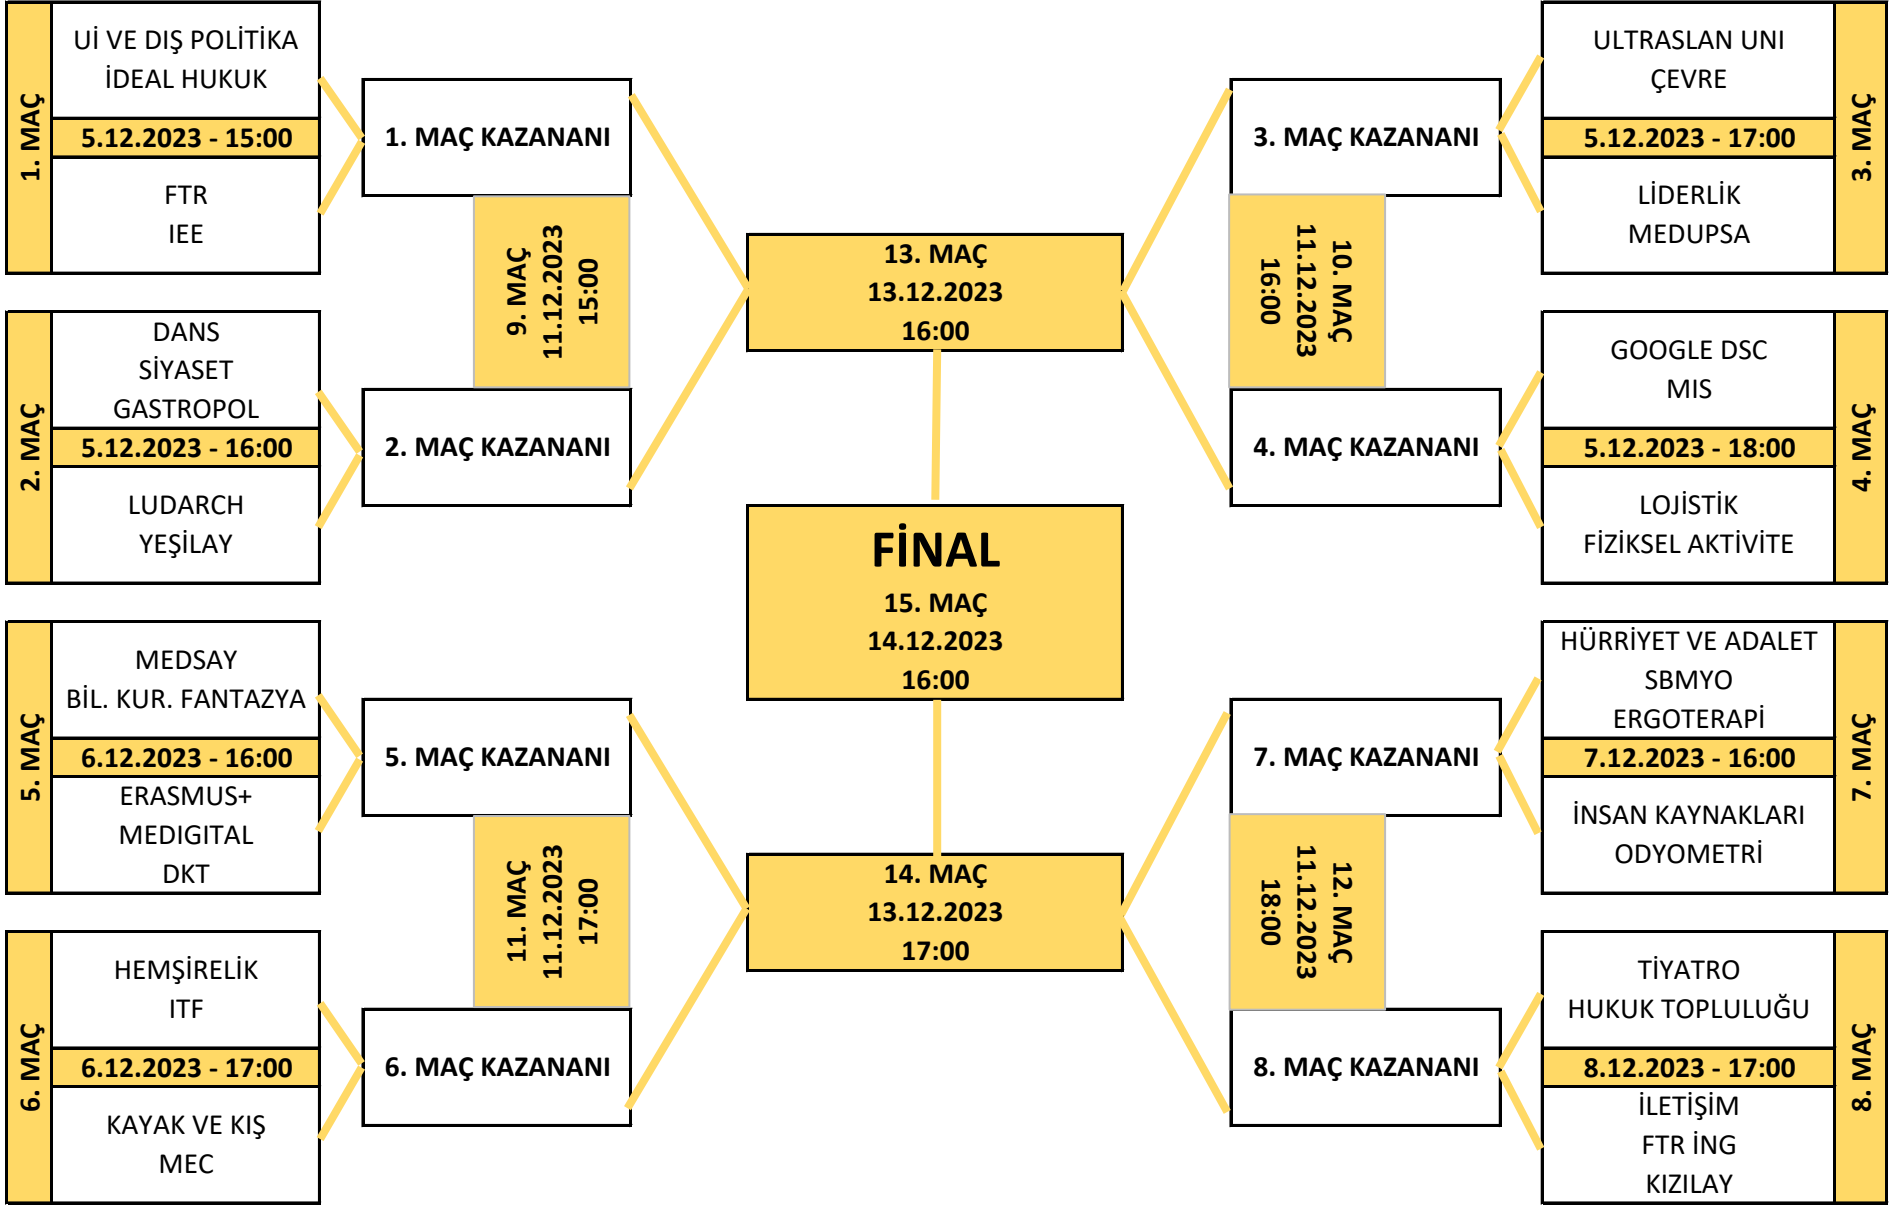 1. MAÇ
Uİ VE DIŞ POLİTİKA
İDEAL HUKUK
5.12.2023 - 15:00
FTR
IEE
2. MAÇ
DANS
SİYASET
GASTROPOL
5.12.2023 - 16:00
LUDARCH
YEŞİLAY
5. MAÇ
MEDSAY
BİL. KUR. FANTAZYA
6.12.2023 - 16:00
ERASMUS+
MEDIGITAL
DKT
6. MAÇ
HEMŞİRELİK
ITF
6.12.2023 - 17:00
KAYAK VE KIŞ
MEC
1. MAÇ KAZANANI
9. MAÇ
11.12.2023
15:00
2. MAÇ KAZANANI
5. MAÇ KAZANANI
11. MAÇ
11.12.2023
17:00
6. MAÇ KAZANANI
13. MAÇ
13.12.2023
16:00
FİNAL
15. MAÇ
14.12.2023
16:00
14. MAÇ
13.12.2023
17:00
3. MAÇ KAZANANI
10. MAÇ
11.12.2023
16:00
4. MAÇ KAZANANI
7. MAÇ KAZANANI
12. MAÇ
11.12.2023
18:00
8. MAÇ KAZANANI
ULTRASLAN UNI
ÇEVRE
5.12.2023 - 17:00
LİDERLİK
MEDUPSA
3. MAÇ
GOOGLE DSC
MIS
5.12.2023 - 18:00
LOJİSTİK
FİZİKSEL AKTİVİTE
4. MAÇ
HÜRRİYET VE ADALET
SBMYO
ERGOTERAPİ
7.12.2023 - 16:00
İNSAN KAYNAKLARI
ODYOMETRİ
7. MAÇ
TİYATRO
HUKUK TOPLULUĞU
8.12.2023 - 17:00
İLETİŞİM
FTR İNG
KIZILAY
8. MAÇ